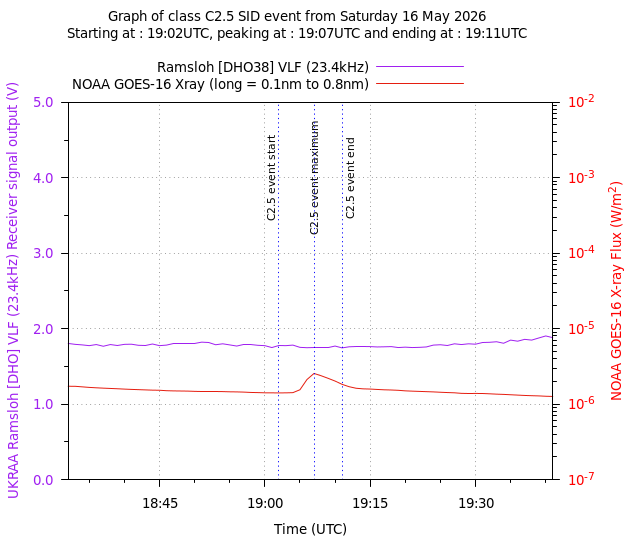 Graph of class C2.5 SID event from Saturday 16 May 2026
Starting at : 19:02UTC, peaking at : 19:07UTC and ending at : 19:11UTC
Ramsloh [DHO38] VLF (23.4kHz)
NOAA GOES-16 Xray (long = 0.1nm to 0.8nm)
UKRAA Ramsloh [DHO] VLF (23.4kHz) Receiver signal output (V)
5.0
4.0
3.0
2.0
1.0
0.0
C2.5 event start
C2.5 event maximum
C2.5 event end
10⁻²
10⁻³
10⁻⁴
10⁻⁵
10⁻⁶
10⁻⁷
NOAA GOES-16 X-ray Flux (W/m²)
18:45
19:00
19:15
19:30
Time (UTC)